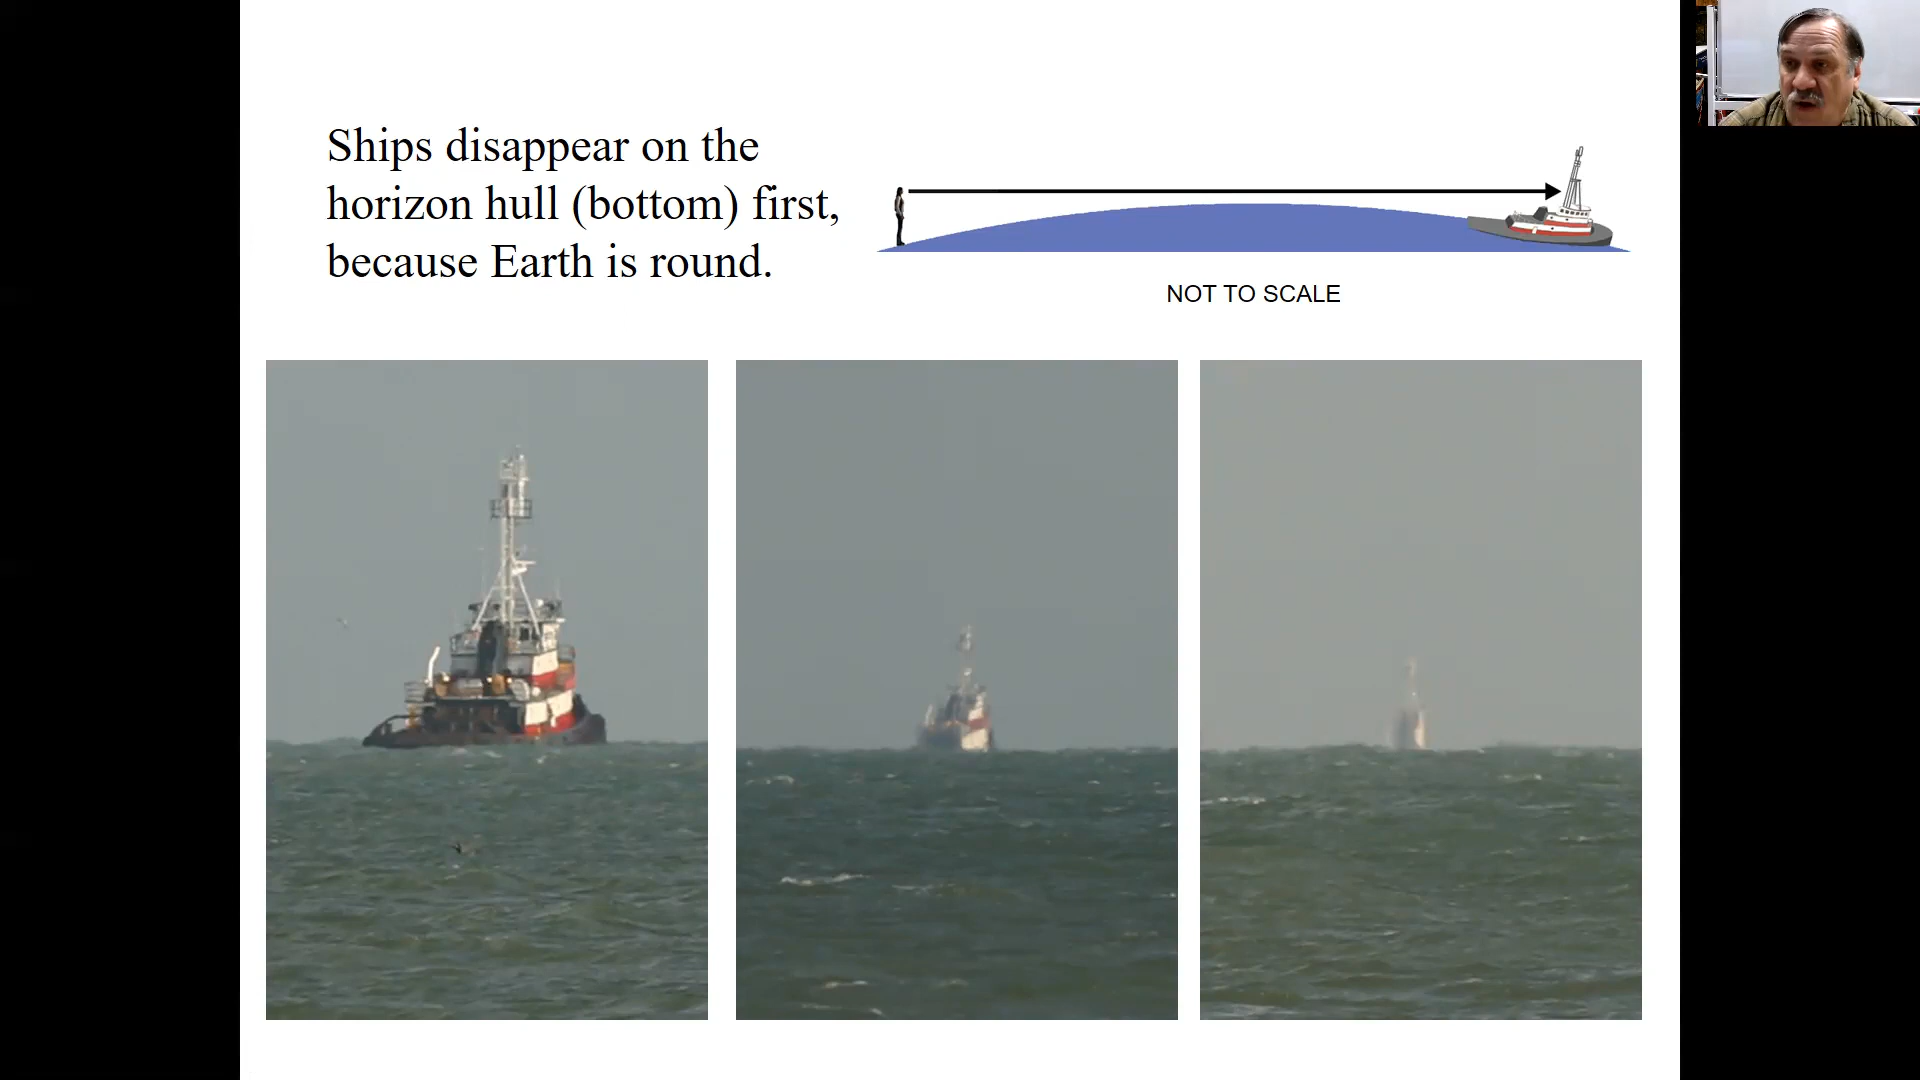 Ships disappear on the
horizon hull (bottom) first,
because Earth is round.
NOT TO SCALE